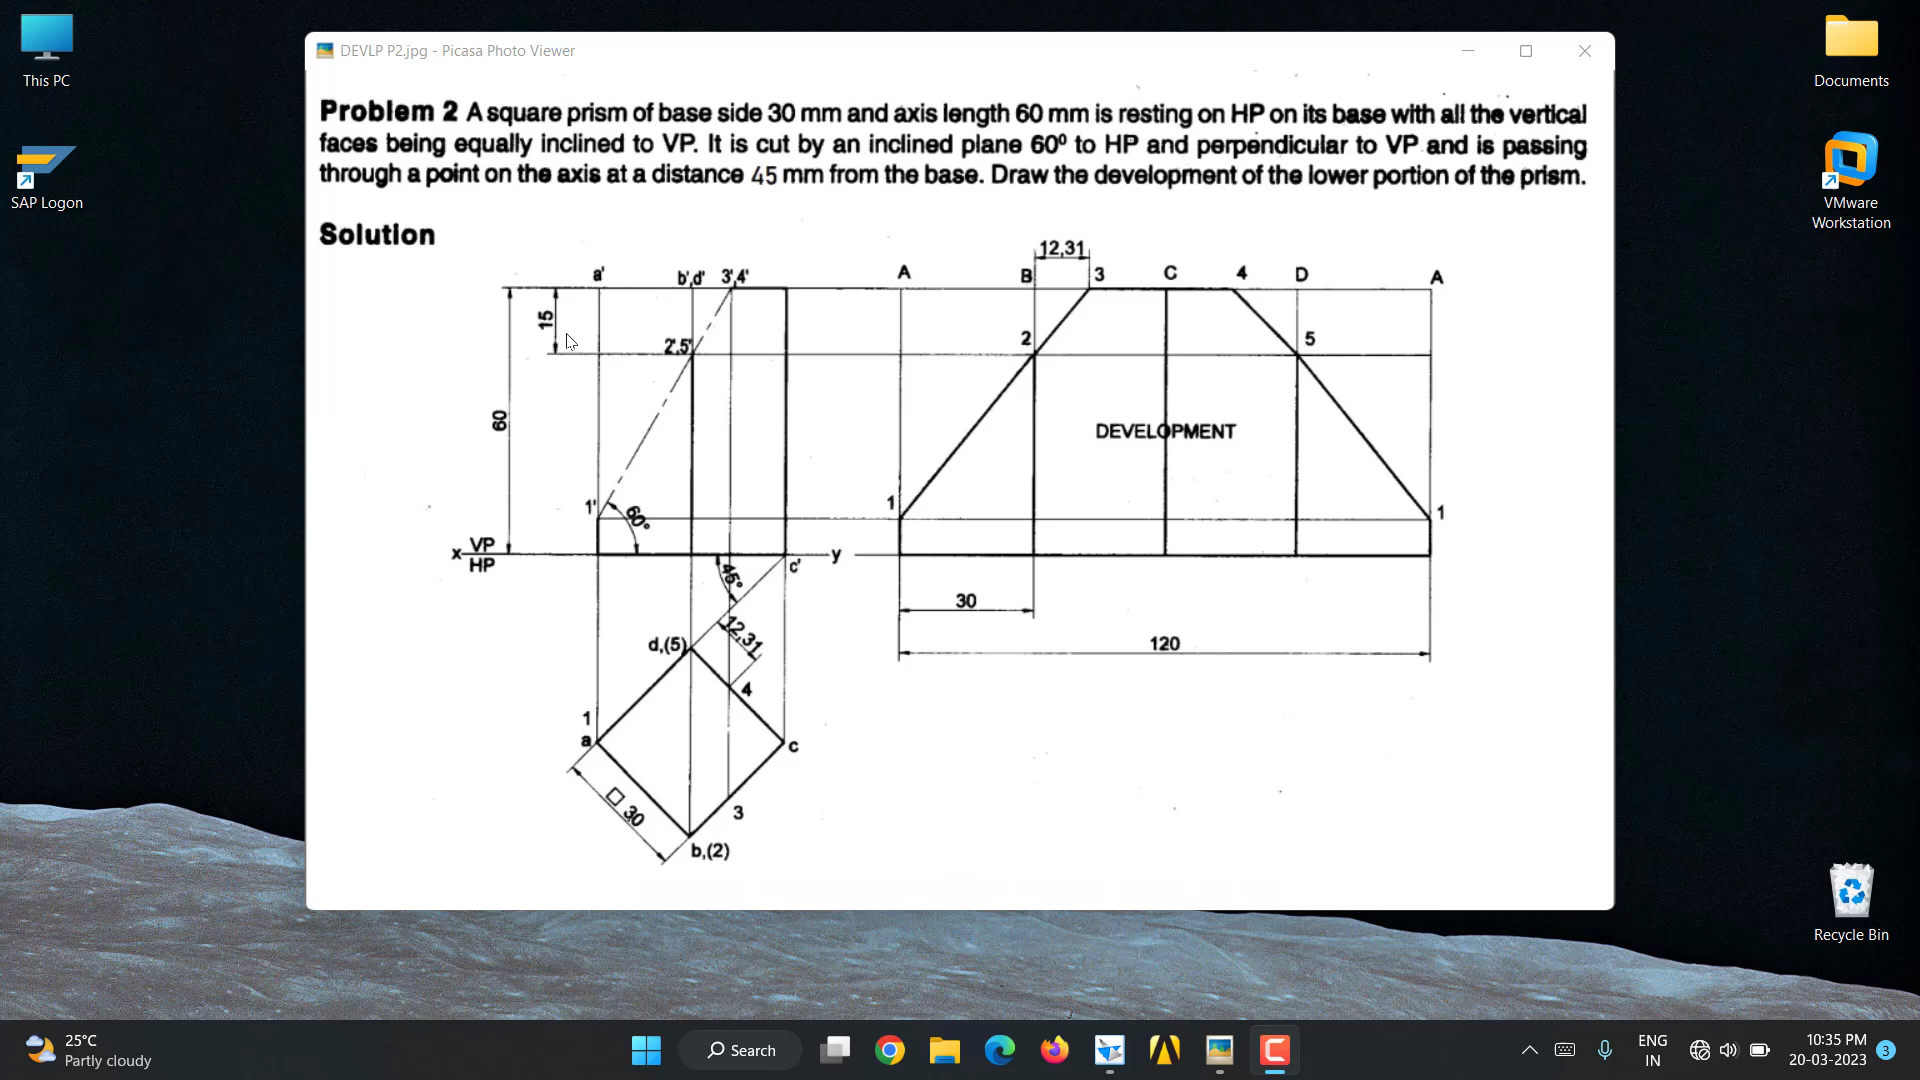 This PC
SAP Logon
Documents
VMware
Workstation
Recycle Bin
DEVLP P2.jpg - Picasa Photo Viewer
Problem 2 A square prism of base side 30 mm and axis length 60 mm is resting on HP on its base with all the vertical
faces being equally inclined to VP. It is cut by an inclined plane 60º to HP and perpendicular to VP and is passing
through a point on the axis at a distance 45 mm from the base. Draw the development of the lower portion of the prism.
Solution
12,31
a' b',d' 3',4' A B 3 C 4 D A
15
2',5' 2 5
60
DEVELOPMENT
1' 60° 1 1
x VP y
HP
c'
45°
30
12,31
d,(5) 120
4
1
a c
□ 30
3
b,(2)
25°C
Partly cloudy
Search
ENG
IN
10:35 PM
20-03-2023
3